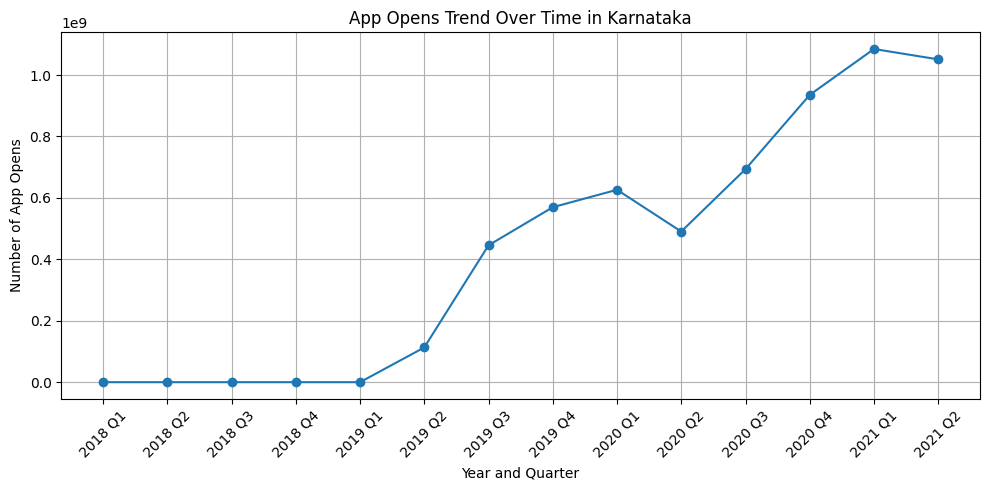 App Opens Trend Over Time in Karnataka
1e9
1.0
0.8
0.6
0.4
0.2
0.0
Number of App Opens
2018 Q1
2018 Q2
2018 Q3
2018 Q4
2019 Q1
2019 Q2
2019 Q3
2019 Q4
2020 Q1
2020 Q2
2020 Q3
2020 Q4
2021 Q1
2021 Q2
Year and Quarter